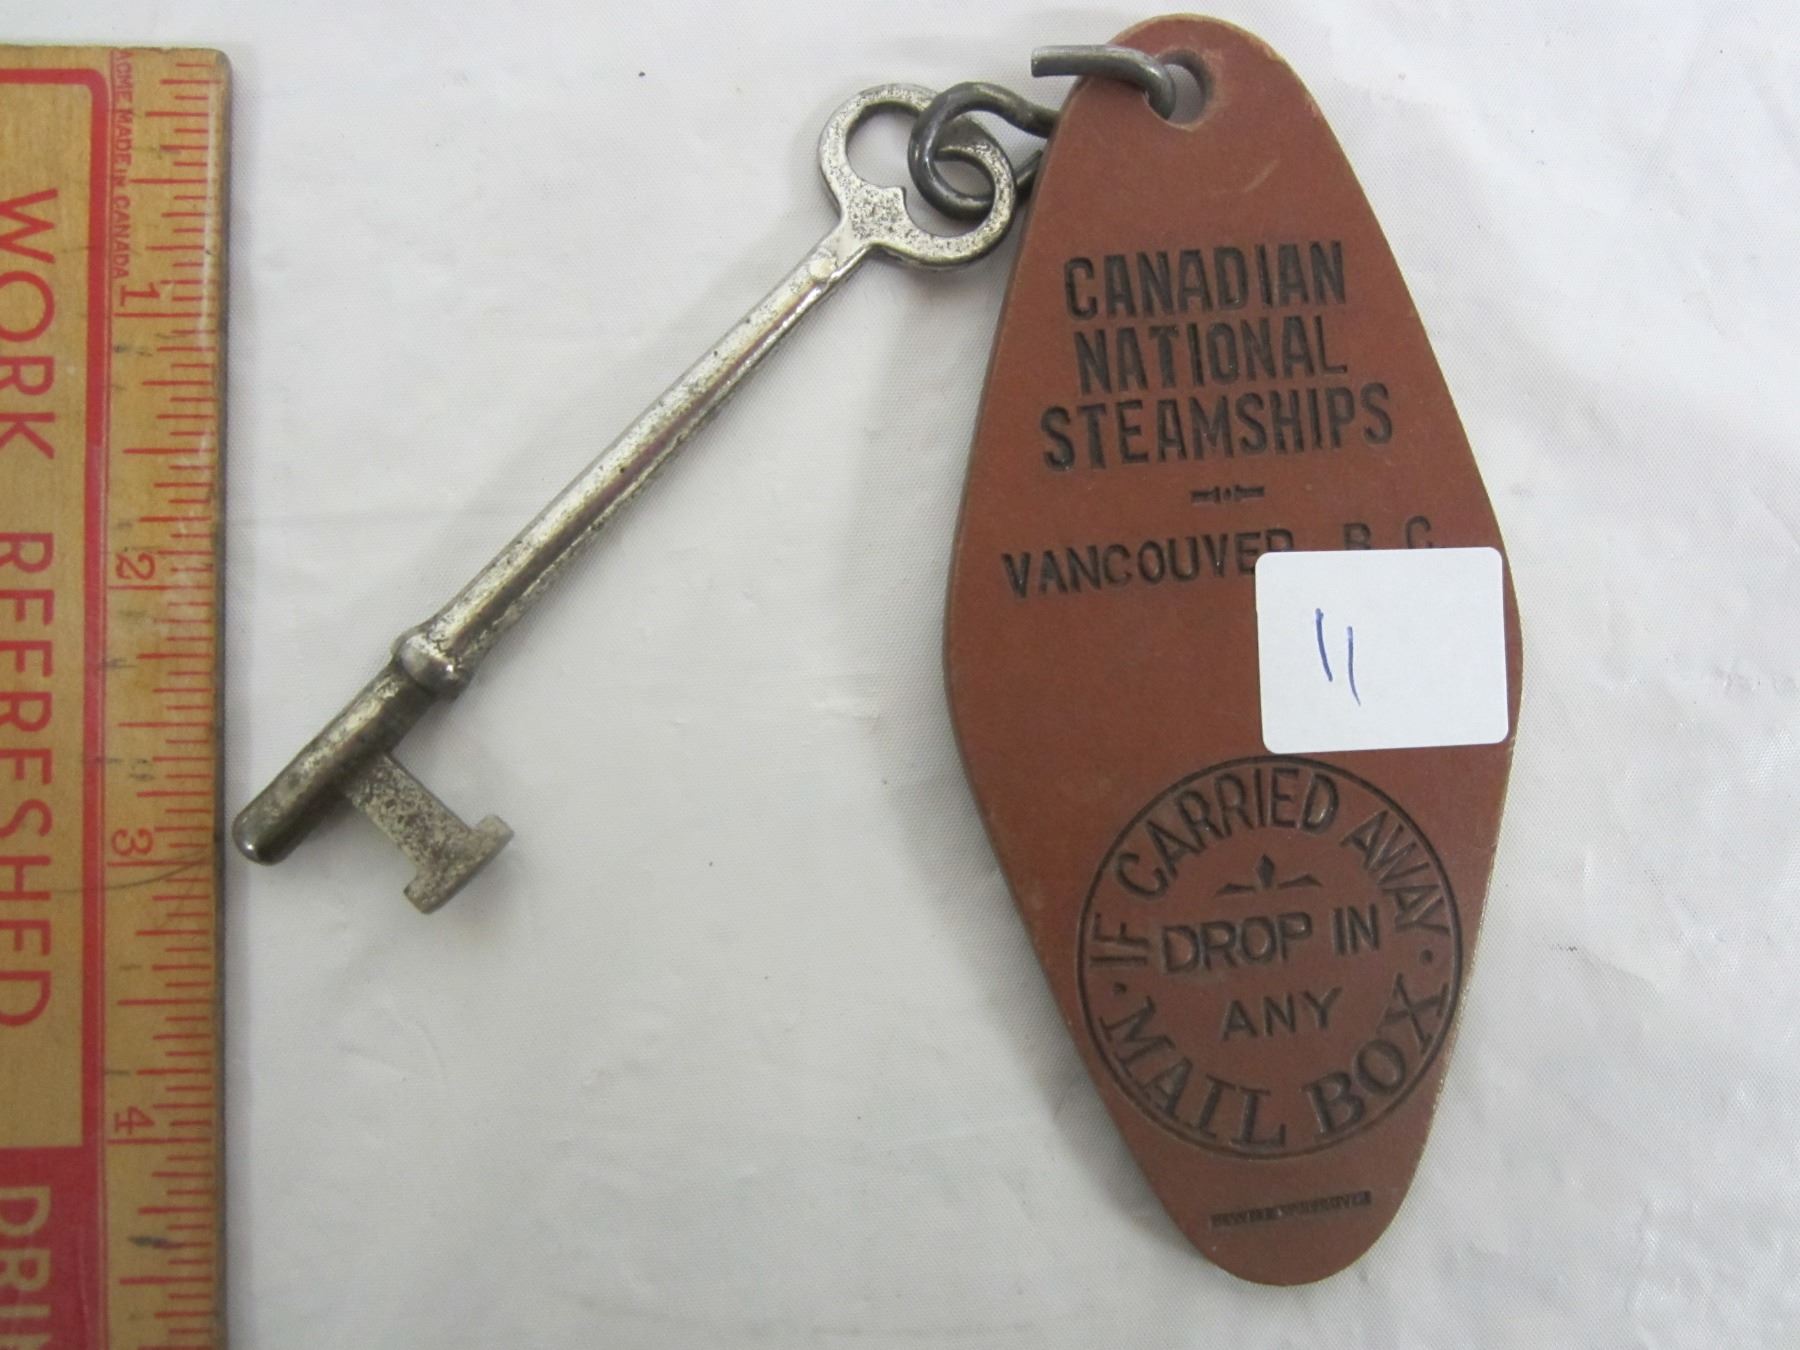 ACME MADE IN CANADA
WORK REFRESHED
1
2
3
4
CANADIAN
NATIONAL
STEAMSHIPS
VANCOUVER B. C.
11
IF CARRIED AWAY
DROP IN
ANY
MAIL BOX